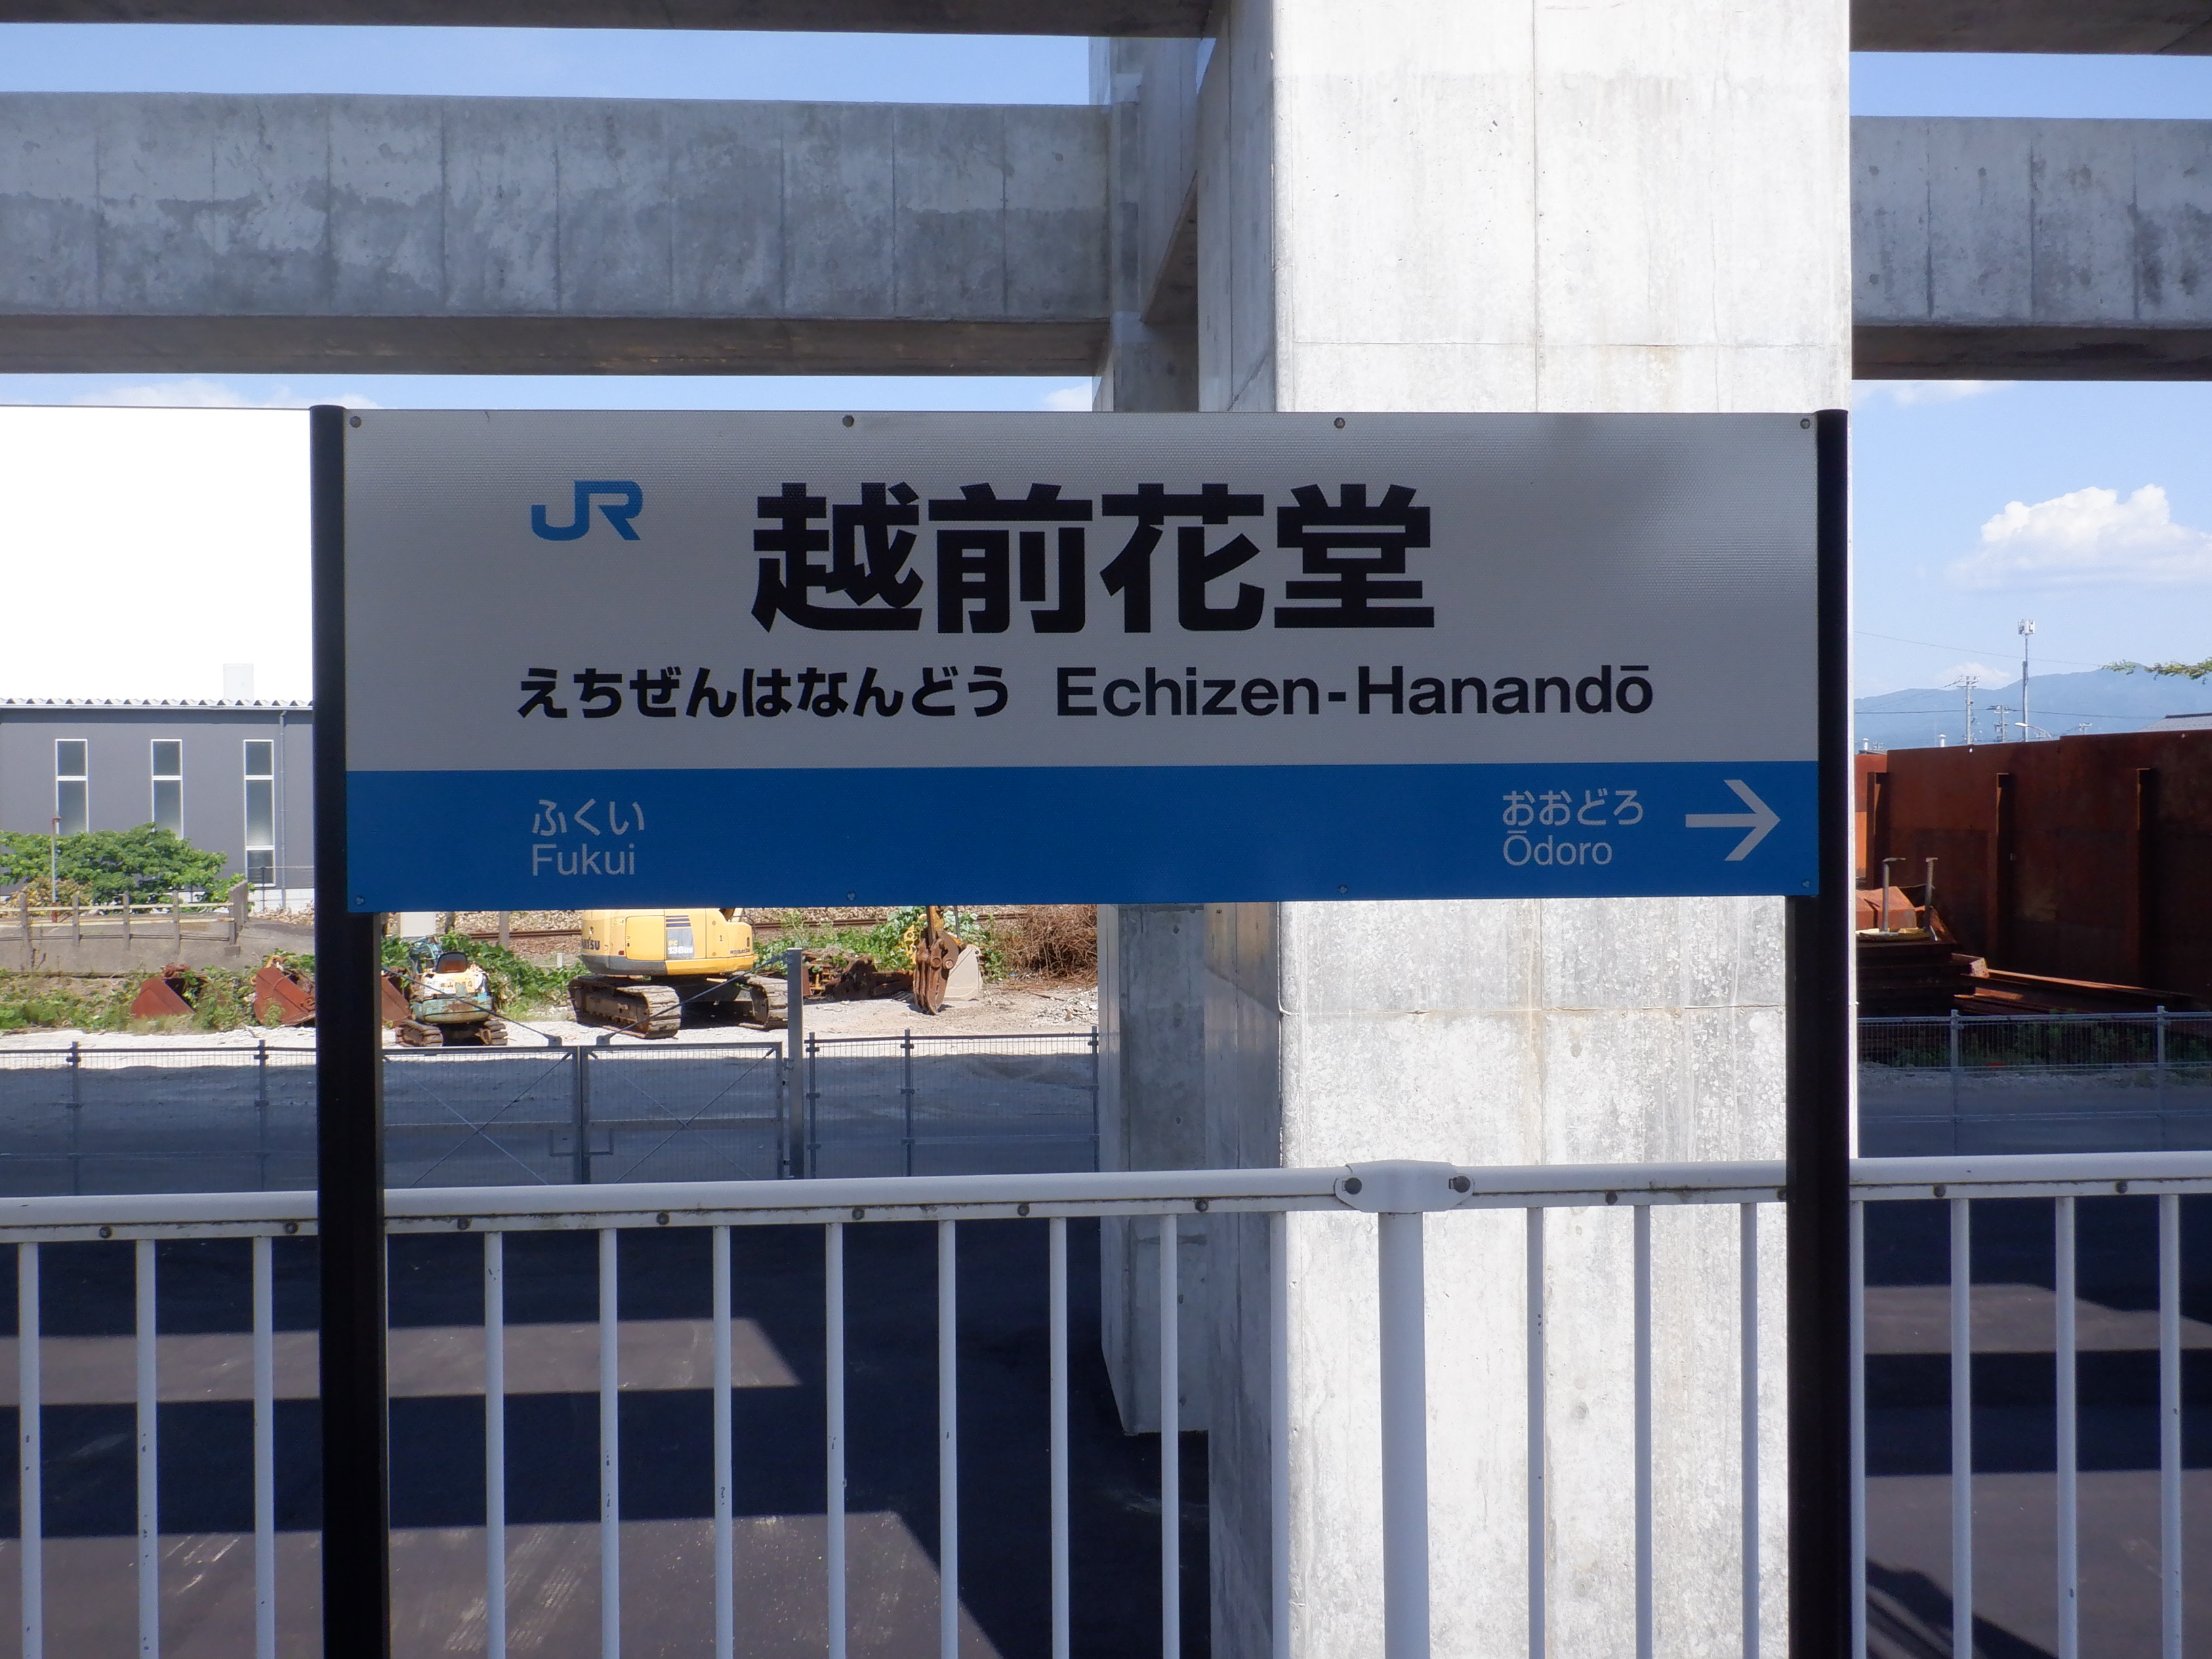 JR 越前花堂
えちぜんはなんどう Echizen-Hanandō
ふくい
Fukui
おおどろ
Ōdoro